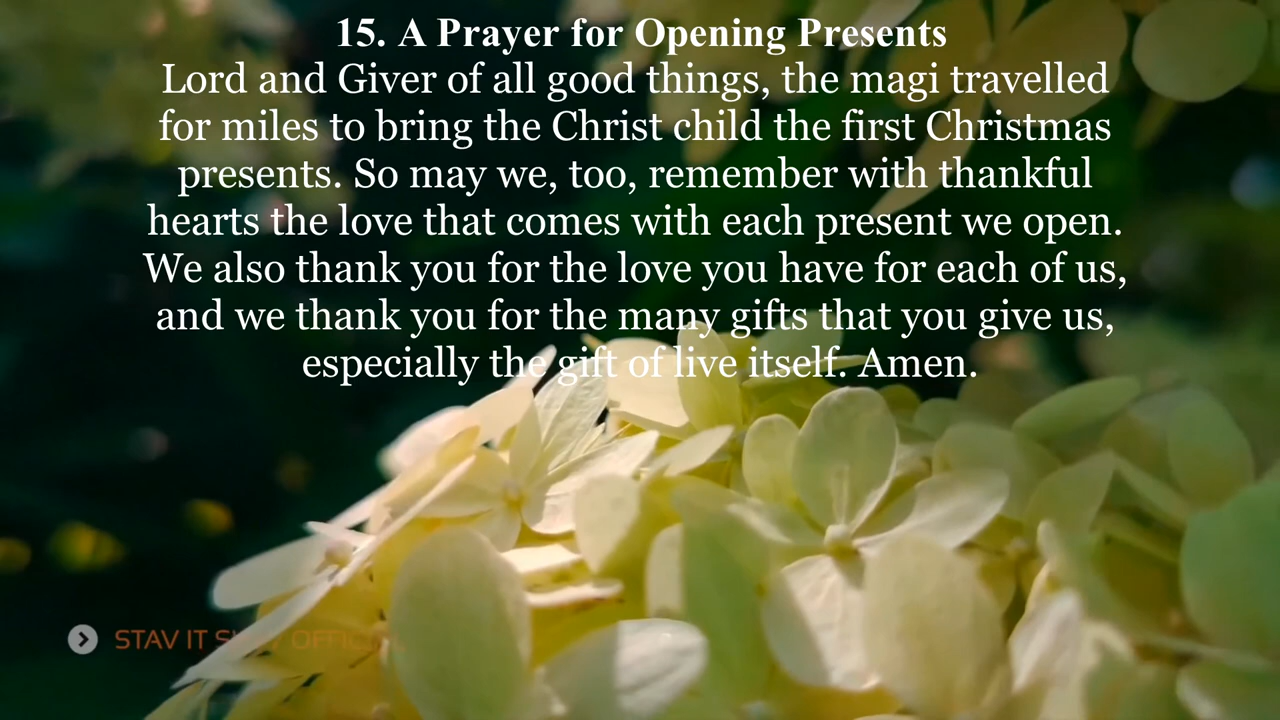 15. A Prayer for Opening Presents
Lord and Giver of all good things, the magi travelled
for miles to bring the Christ child the first Christmas
presents. So may we, too, remember with thankful
hearts the love that comes with each present we open.
We also thank you for the love you have for each of us,
and we thank you for the many gifts that you give us,
especially the gift of live itself. Amen.
STAV IT